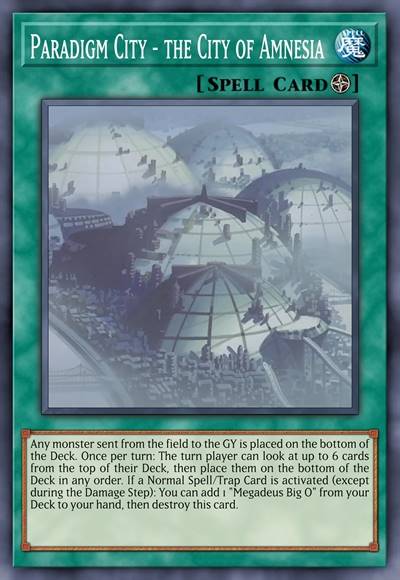 Paradigm City - the City of Amnesia
魔
[Spell Card]
Any monster sent from the field to the GY is placed on the bottom of
the Deck. Once per turn: The turn player can look at up to 6 cards
from the top of their Deck, then place them on the bottom of the
Deck in any order. If a Normal Spell/Trap Card is activated (except
during the Damage Step): You can add 1 "Megadeus Big O" from your
Deck to your hand, then destroy this card.